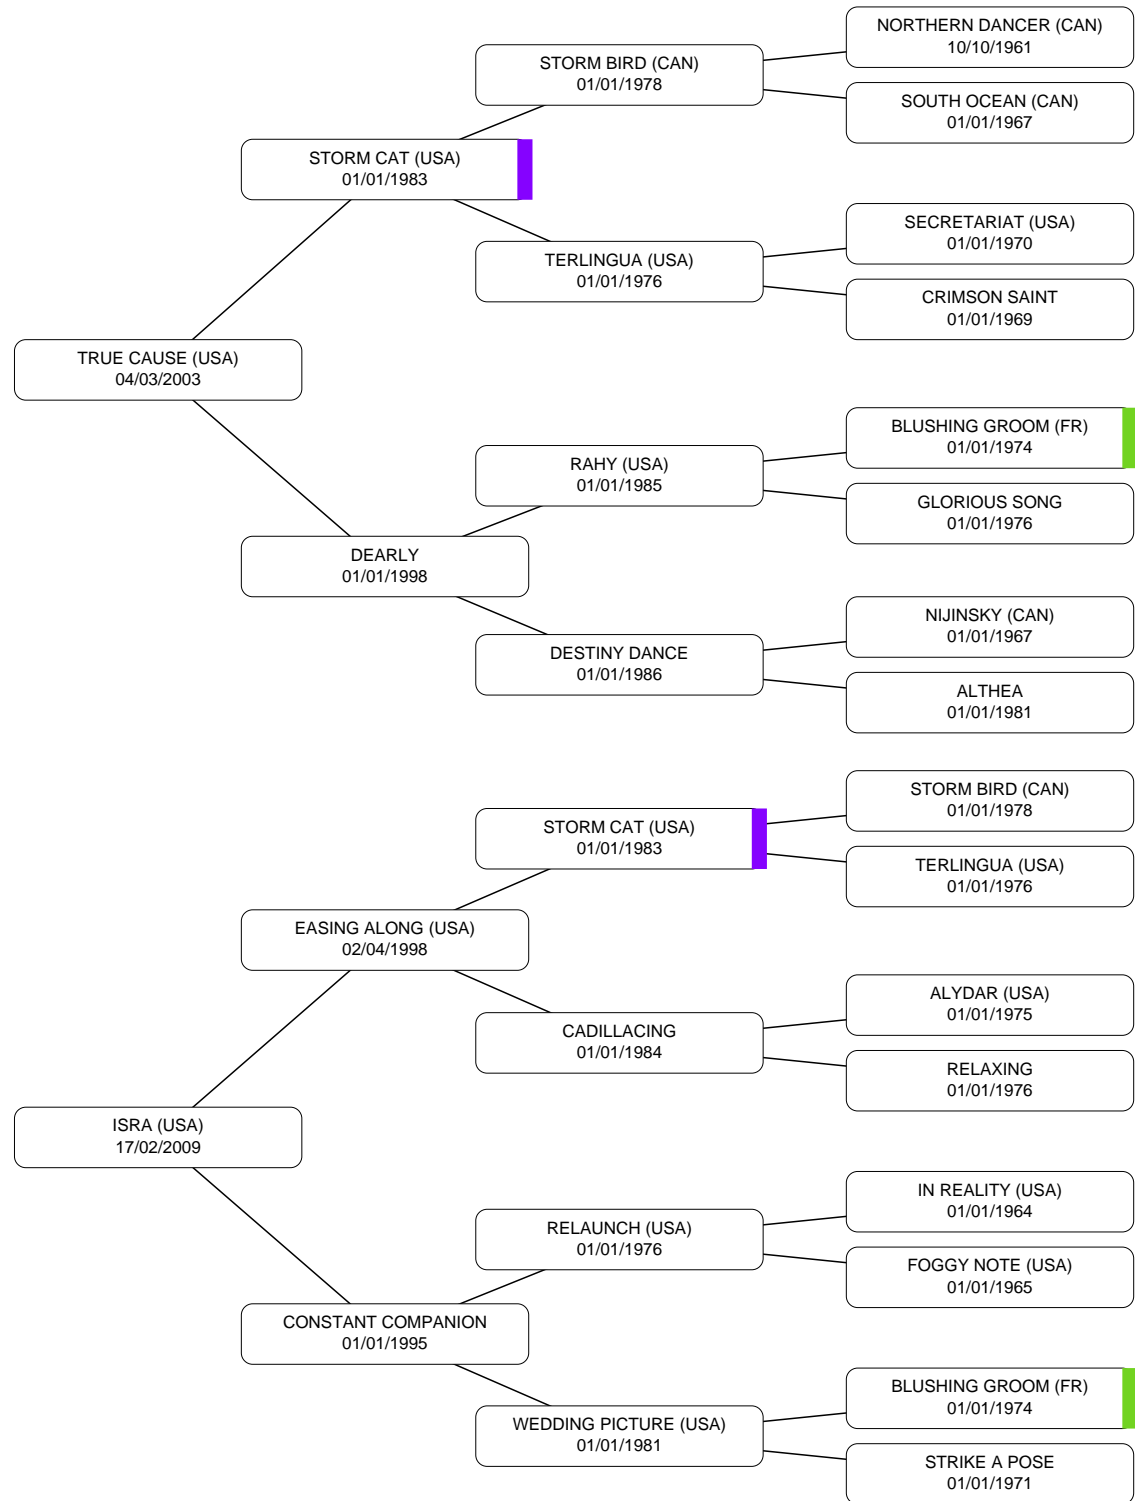 NORTHERN DANCER (CAN)
10/10/1961
STORM BIRD (CAN)
01/01/1978
SOUTH OCEAN (CAN)
01/01/1967
STORM CAT (USA)
01/01/1983
SECRETARIAT (USA)
01/01/1970
TERLINGUA (USA)
01/01/1976
CRIMSON SAINT
01/01/1969
TRUE CAUSE (USA)
04/03/2003
BLUSHING GROOM (FR)
01/01/1974
RAHY (USA)
01/01/1985
GLORIOUS SONG
01/01/1976
DEARLY
01/01/1998
NIJINSKY (CAN)
01/01/1967
DESTINY DANCE
01/01/1986
ALTHEA
01/01/1981
STORM BIRD (CAN)
01/01/1978
STORM CAT (USA)
01/01/1983
TERLINGUA (USA)
01/01/1976
EASING ALONG (USA)
02/04/1998
ALYDAR (USA)
01/01/1975
CADILLACING
01/01/1984
RELAXING
01/01/1976
ISRA (USA)
17/02/2009
IN REALITY (USA)
01/01/1964
RELAUNCH (USA)
01/01/1976
FOGGY NOTE (USA)
01/01/1965
CONSTANT COMPANION
01/01/1995
BLUSHING GROOM (FR)
01/01/1974
WEDDING PICTURE (USA)
01/01/1981
STRIKE A POSE
01/01/1971